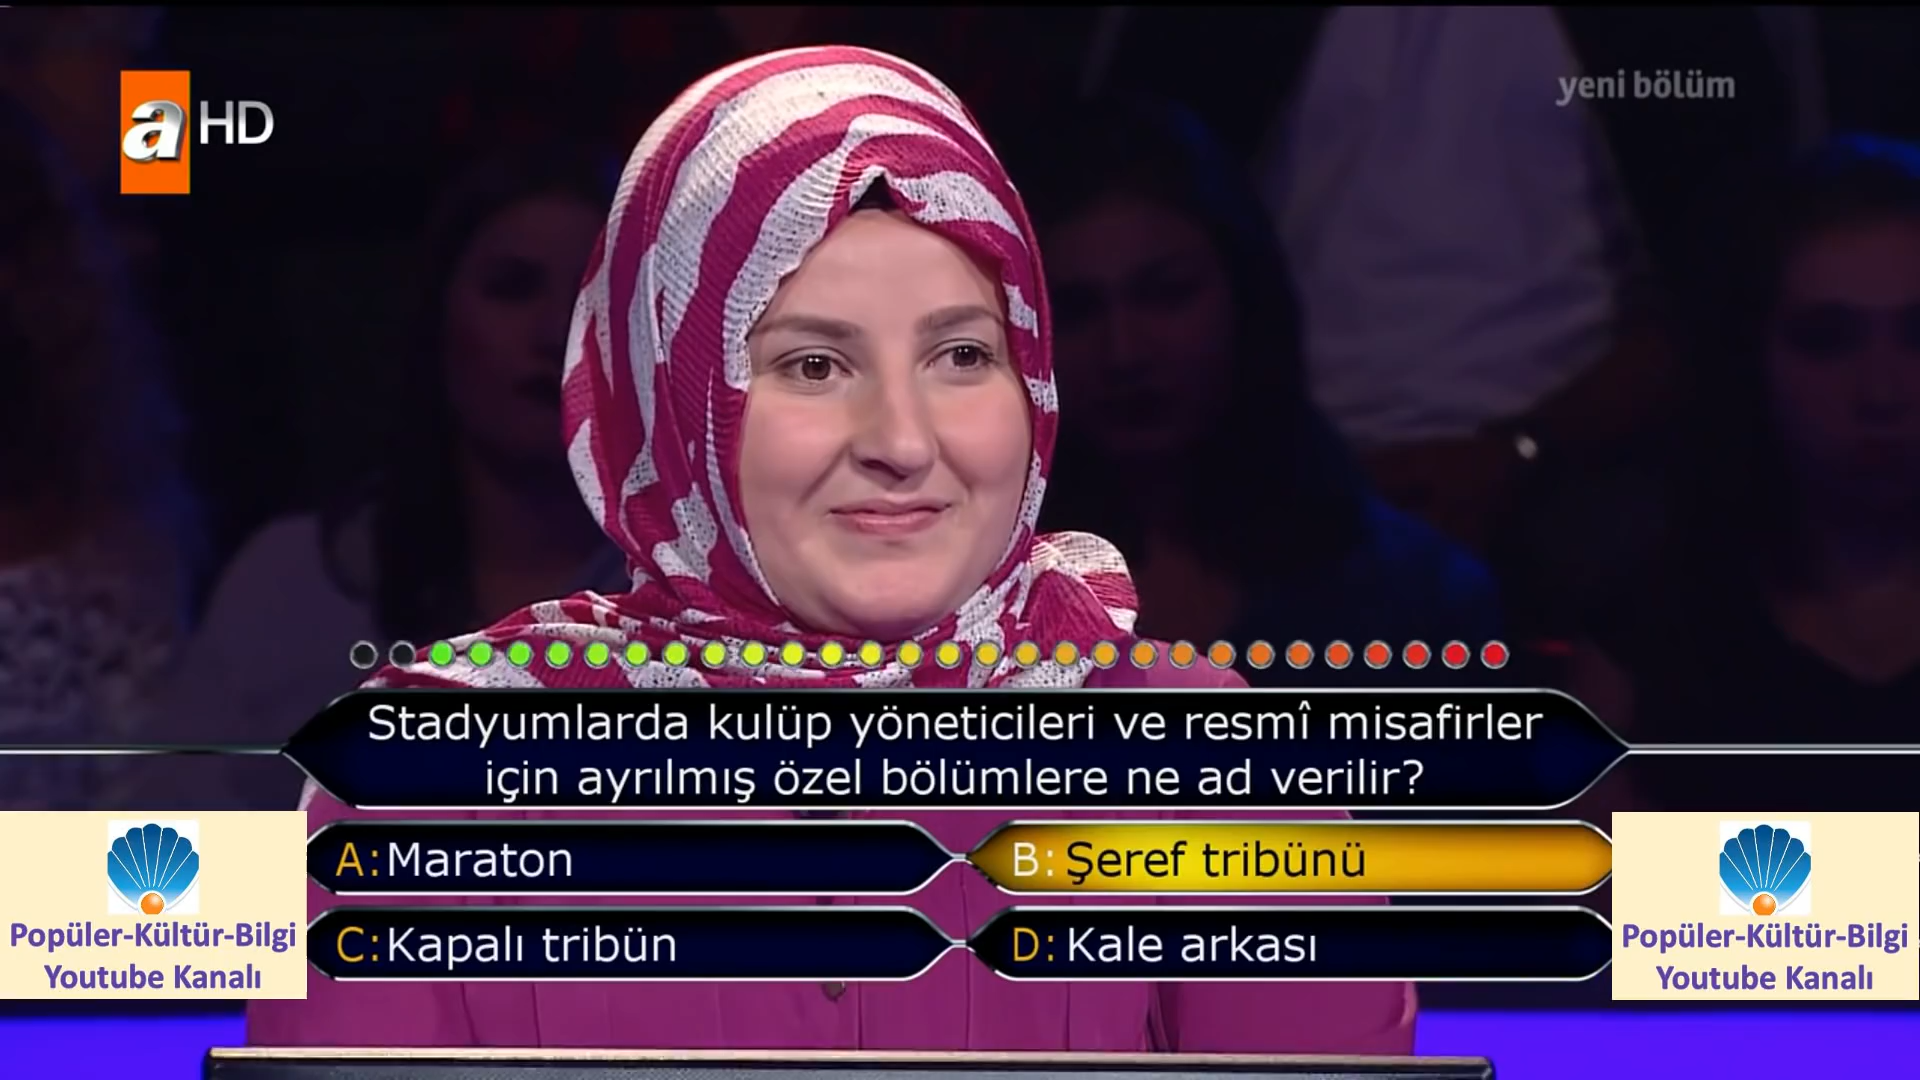 a HD
yeni bölüm
Stadyumlarda kulüp yöneticileri ve resmî misafirler
için ayrılmış özel bölümlere ne ad verilir?
A: Maraton
B: Şeref tribünü
C: Kapalı tribün
D: Kale arkası
Popüler-Kültür-Bilgi
Youtube Kanalı
Popüler-Kültür-Bilgi
Youtube Kanalı